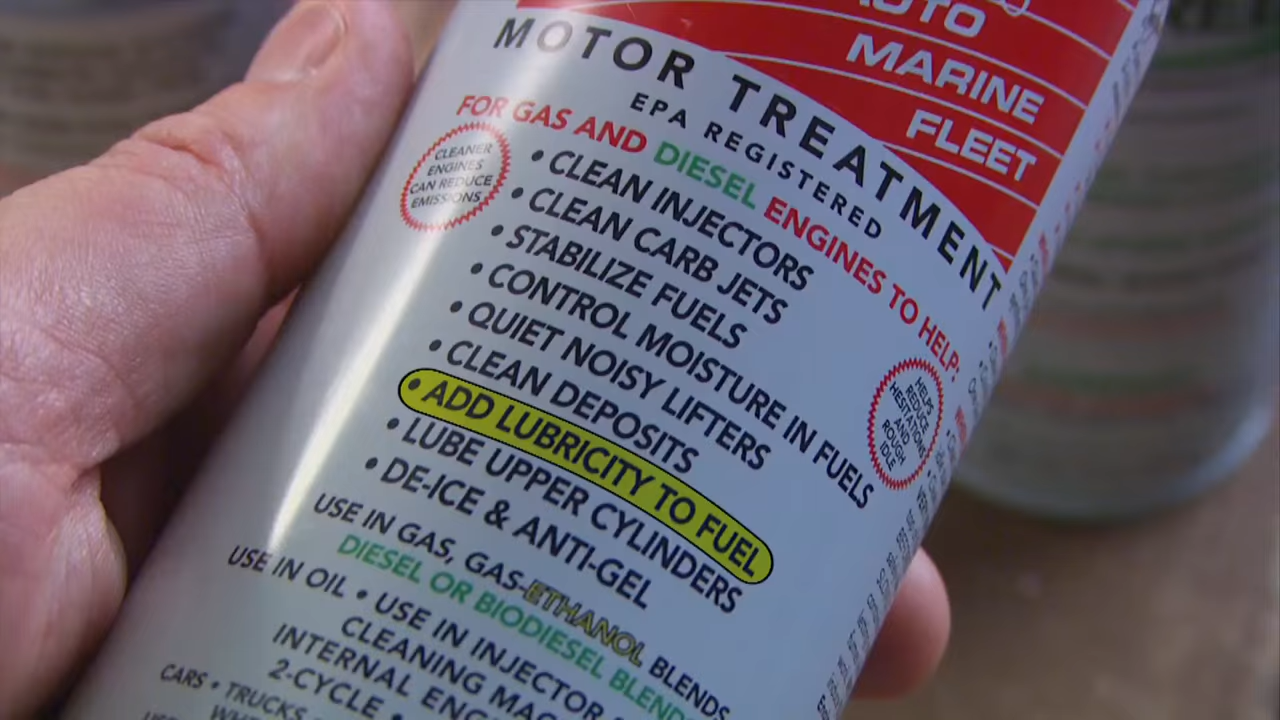 AUTO
MARINE
FLEET
MOTOR TREATMENT
EPA REGISTERED
FOR GAS AND DIESEL ENGINES TO HELP:
CLEANER
ENGINES
CAN REDUCE
EMISSIONS
• CLEAN INJECTORS
• CLEAN CARB JETS
• STABILIZE FUELS
• CONTROL MOISTURE IN FUELS
• QUIET NOISY LIFTERS
• CLEAN DEPOSITS
• ADD LUBRICITY TO FUEL
• LUBE UPPER CYLINDERS
• DE-ICE & ANTI-GEL
HELPS
REDUCE
HESITATIONS
AND
ROUGH
IDLE
USE IN GAS, GAS-ETHANOL BLENDS
DIESEL OR BIODIESEL BLENDS
USE IN OIL • USE IN INJECTOR
CLEANING
INTERNAL
2-CYCLE •
CARS • TRUCKS